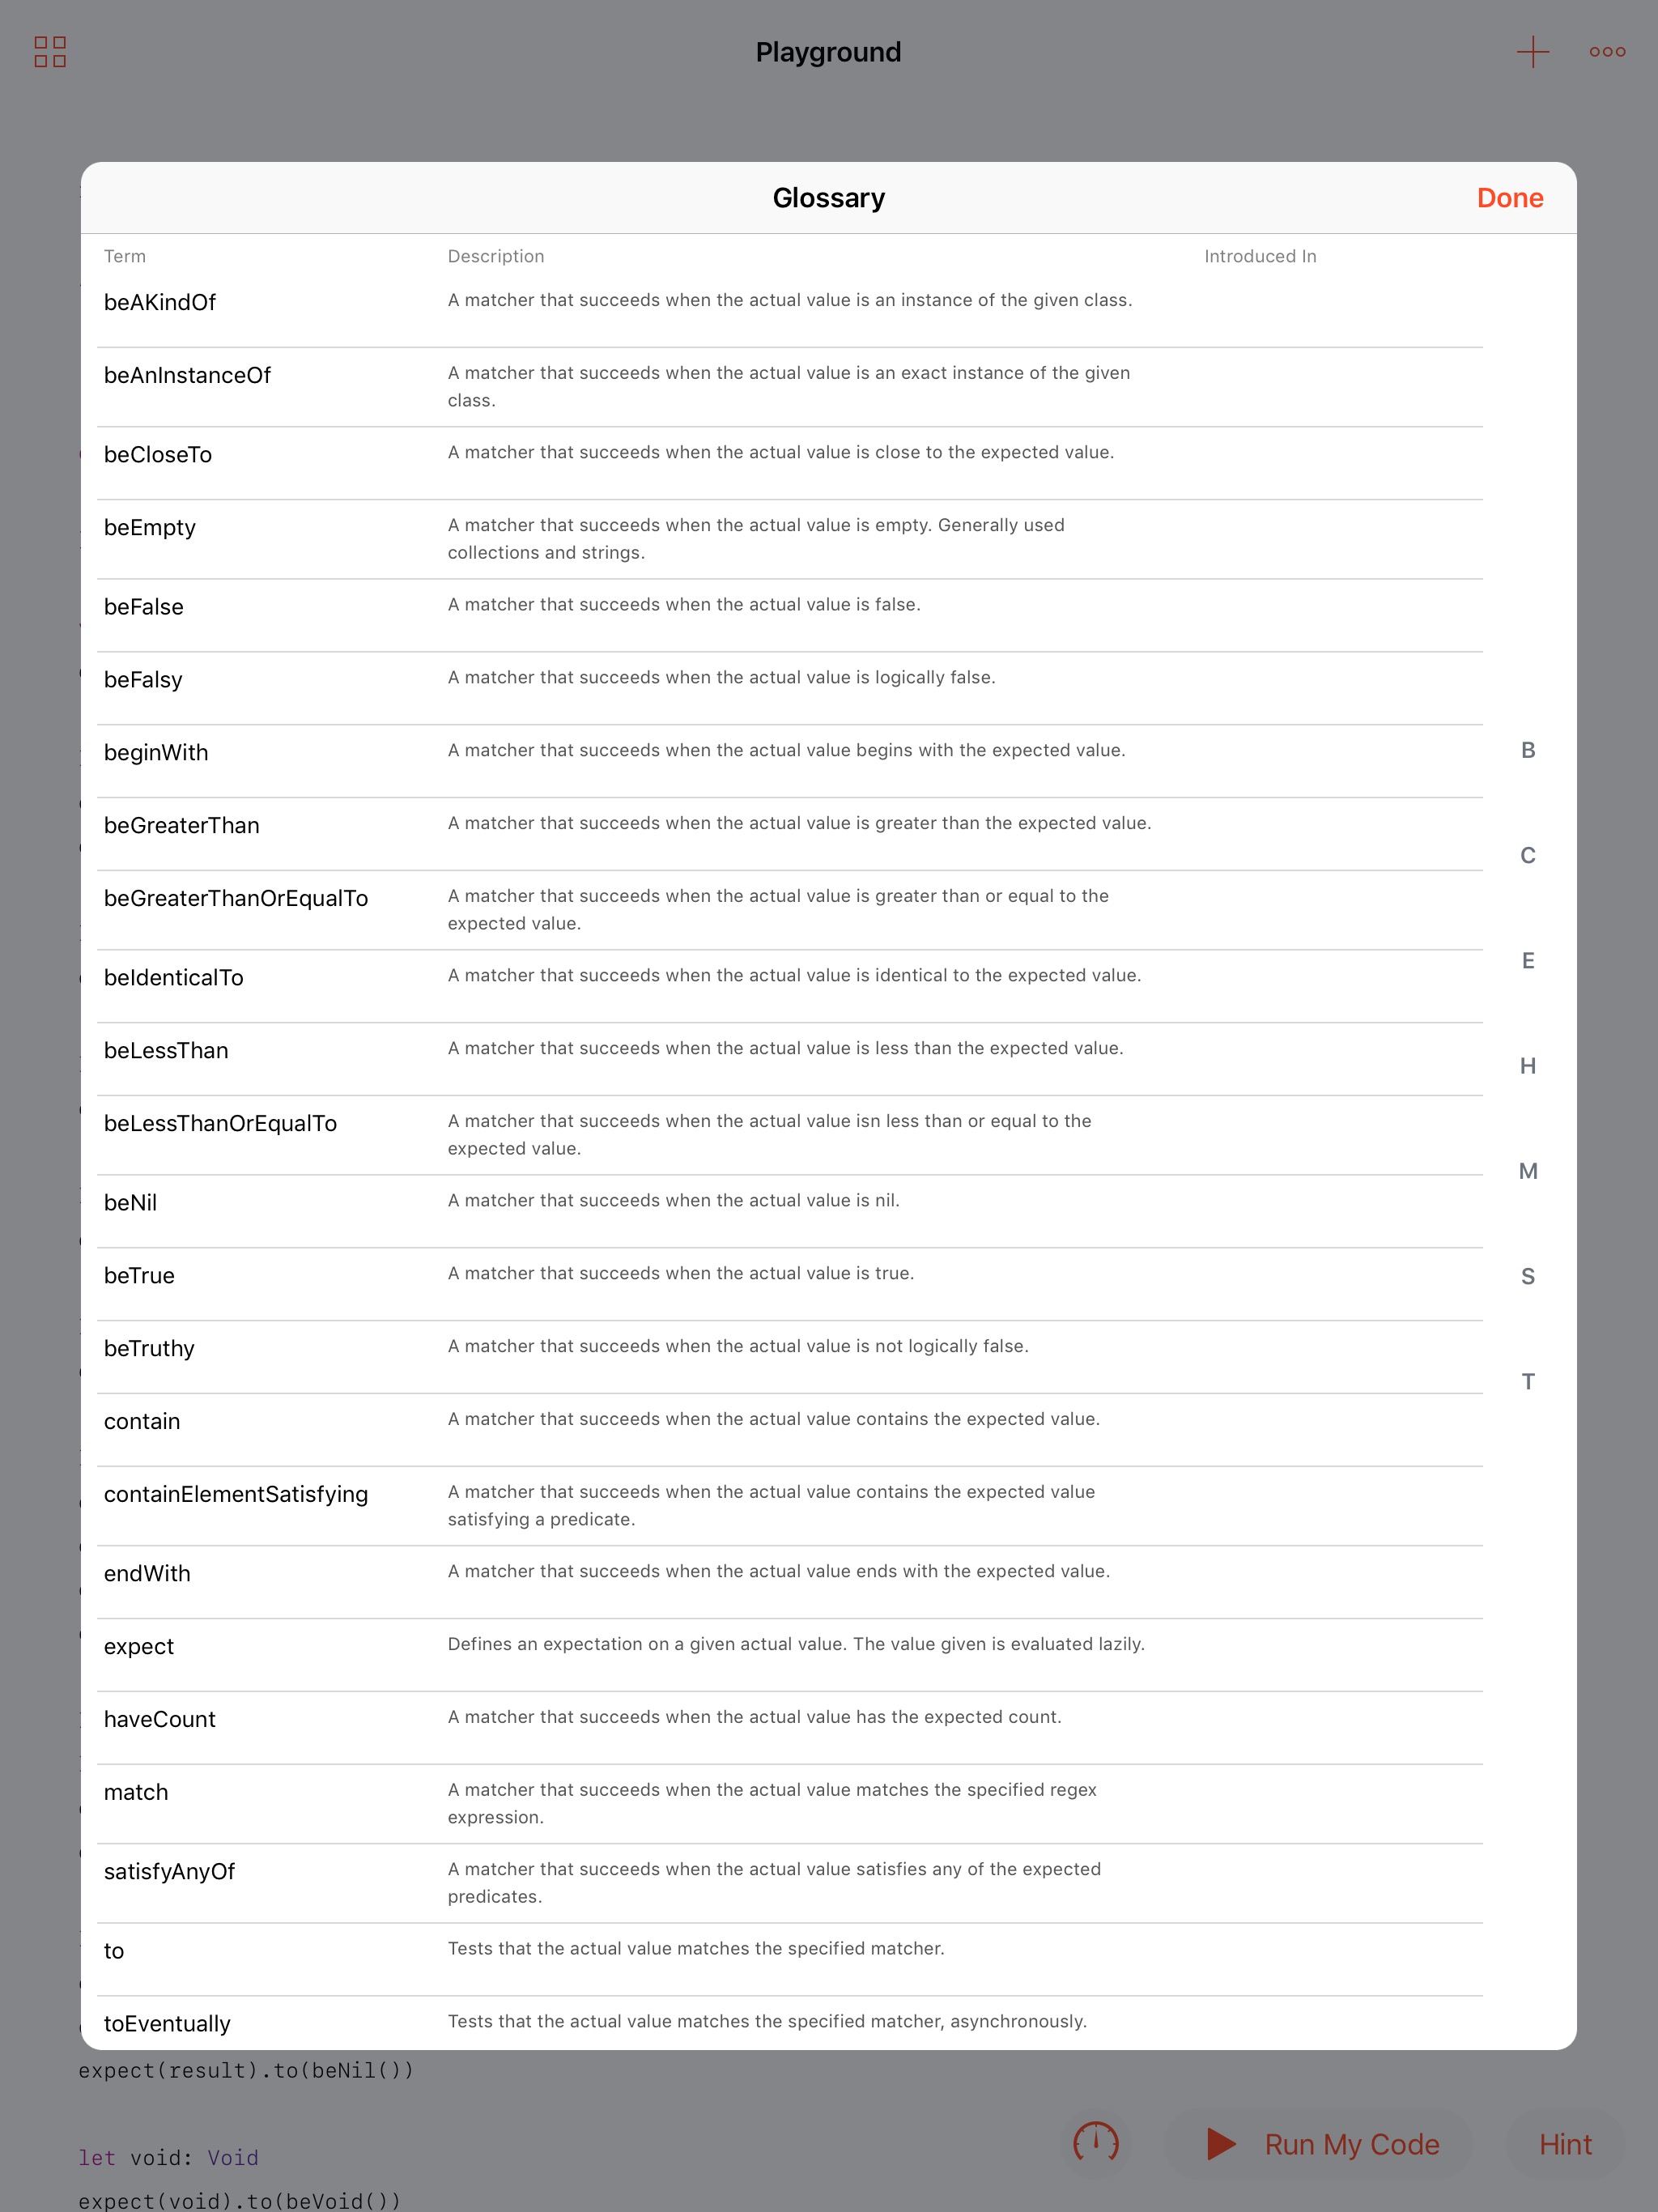 Playground
Glossary
Done
Term
Description
Introduced In
beAKindOf
A matcher that succeeds when the actual value is an instance of the given class.
beAnInstanceOf
A matcher that succeeds when the actual value is an exact instance of the given
class.
beCloseTo
A matcher that succeeds when the actual value is close to the expected value.
beEmpty
A matcher that succeeds when the actual value is empty. Generally used
collections and strings.
beFalse
A matcher that succeeds when the actual value is false.
beFalsy
A matcher that succeeds when the actual value is logically false.
beginWith
A matcher that succeeds when the actual value begins with the expected value.
beGreaterThan
A matcher that succeeds when the actual value is greater than the expected value.
beGreaterThanOrEqualTo
A matcher that succeeds when the actual value is greater than or equal to the
expected value.
beIdenticalTo
A matcher that succeeds when the actual value is identical to the expected value.
beLessThan
A matcher that succeeds when the actual value is less than the expected value.
beLessThanOrEqualTo
A matcher that succeeds when the actual value isn less than or equal to the
expected value.
beNil
A matcher that succeeds when the actual value is nil.
beTrue
A matcher that succeeds when the actual value is true.
beTruthy
A matcher that succeeds when the actual value is not logically false.
contain
A matcher that succeeds when the actual value contains the expected value.
containElementSatisfying
A matcher that succeeds when the actual value contains the expected value
satisfying a predicate.
endWith
A matcher that succeeds when the actual value ends with the expected value.
expect
Defines an expectation on a given actual value. The value given is evaluated lazily.
haveCount
A matcher that succeeds when the actual value has the expected count.
match
A matcher that succeeds when the actual value matches the specified regex
expression.
satisfyAnyOf
A matcher that succeeds when the actual value satisfies any of the expected
predicates.
to
Tests that the actual value matches the specified matcher.
toEventually
Tests that the actual value matches the specified matcher, asynchronously.
B
C
E
H
M
S
T
expect(result).to(beNil())
let void: Void
expect(void).to(beVoid())
Run My Code
Hint